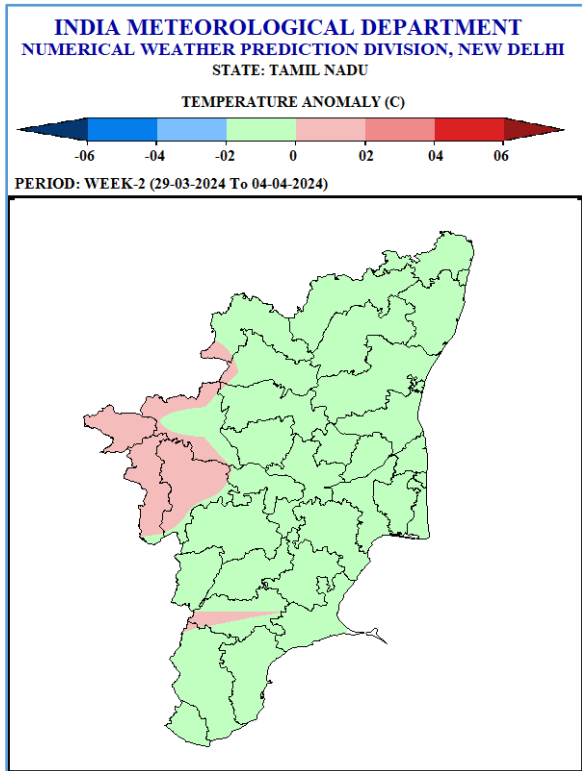 INDIA METEOROLOGICAL DEPARTMENT
NUMERICAL WEATHER PREDICTION DIVISION, NEW DELHI
STATE: TAMIL NADU
TEMPERATURE ANOMALY (C)
-06 -04 -02 0 02 04 06
PERIOD: WEEK-2 (29-03-2024 To 04-04-2024)